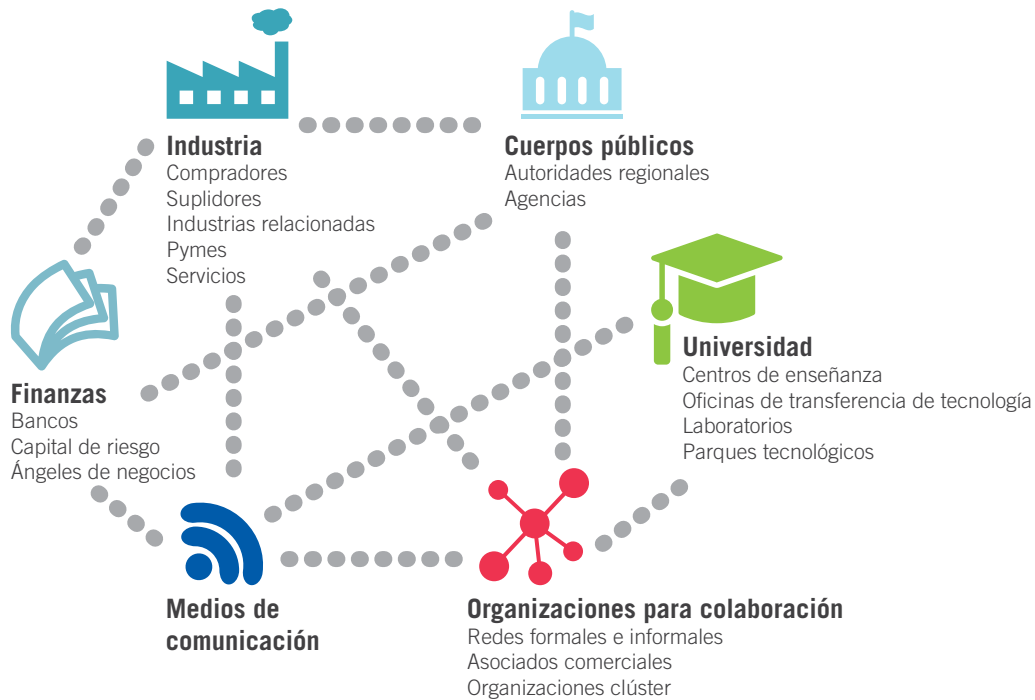 Industria
Compradores
Suplidores
Industrias relacionadas
Pymes
Servicios
Cuerpos públicos
Autoridades regionales
Agencias
Universidad
Centros de enseñanza
Oficinas de transferencia de tecnología
Laboratorios
Parques tecnológicos
Finanzas
Bancos
Capital de riesgo
Ángeles de negocios
Medios de
comunicación
Organizaciones para colaboración
Redes formales e informales
Asociados comerciales
Organizaciones clúster